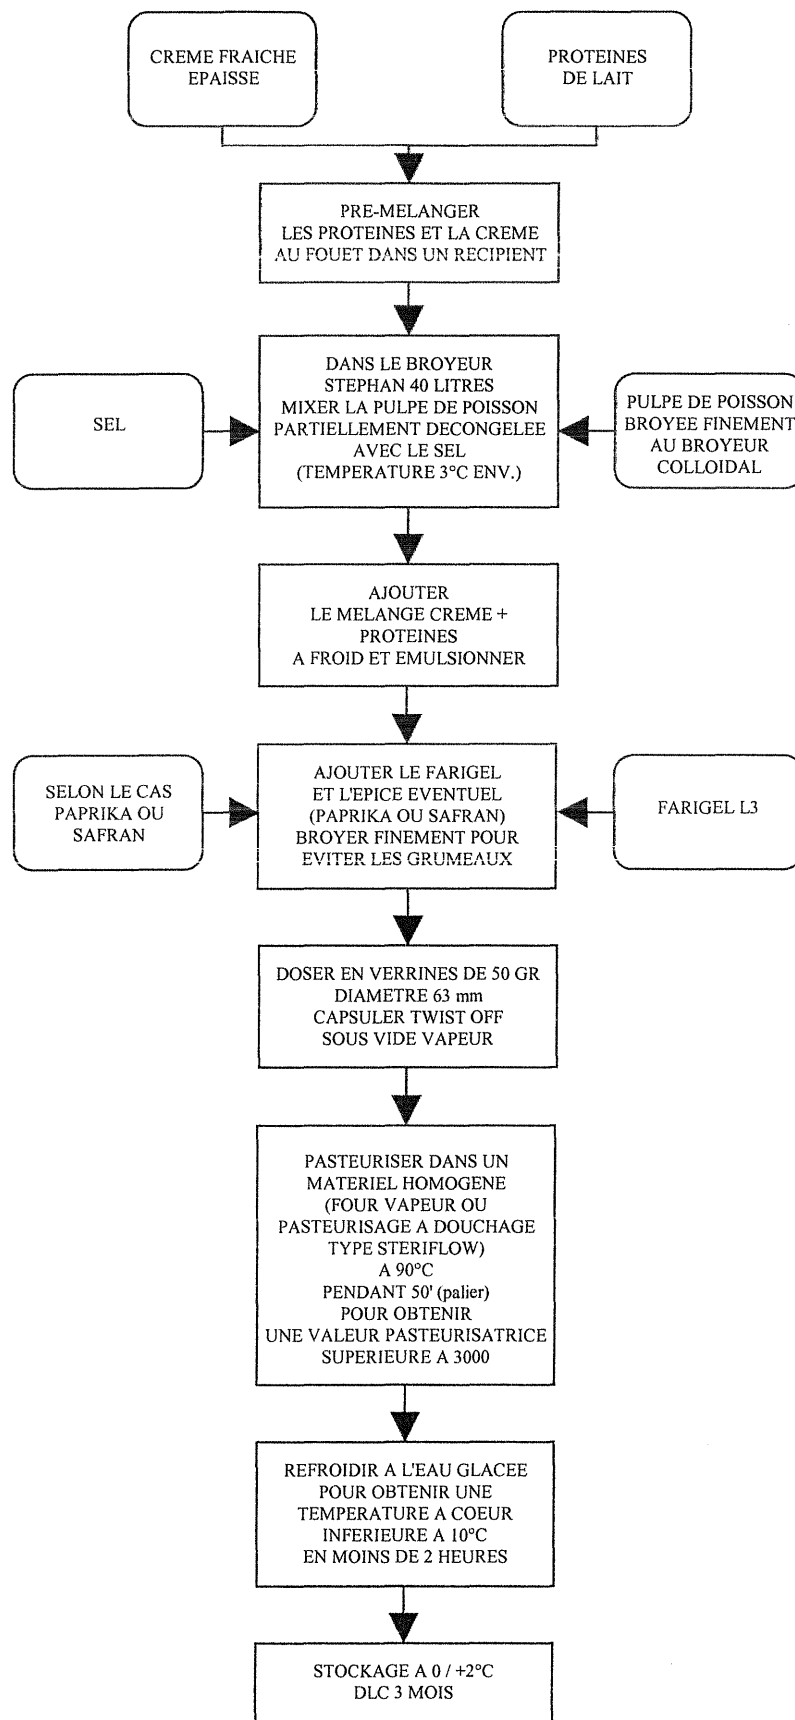 CREME FRAICHE
EPAISSE
PROTEINES
DE LAIT
PRE-MELANGER
LES PROTEINES ET LA CREME
AU FOUET DANS UN RECIPIENT
SEL
DANS LE BROYEUR
STEPHAN 40 LITRES
MIXER LA PULPE DE POISSON
PARTIELLEMENT DECONGELEE
AVEC LE SEL
(TEMPERATURE 3°C ENV.)
PULPE DE POISSON
BROYEE FINEMENT
AU BROYEUR
COLLOIDAL
AJOUTER
LE MELANGE CREME +
PROTEINES
A FROID ET EMULSIONNER
SELON LE CAS
PAPRIKA OU
SAFRAN
AJOUTER LE FARIGEL
ET L'EPICE EVENTUEL
(PAPRIKA OU SAFRAN)
BROYER FINEMENT POUR
EVITER LES GRUMEAUX
FARIGEL L3
DOSER EN VERRINES DE 50 GR
DIAMETRE 63 mm
CAPSULER TWIST OFF
SOUS VIDE VAPEUR
PASTEURISER DANS UN
MATERIEL HOMOGENE
(FOUR VAPEUR OU
PASTEURISAGE A DOUCHAGE
TYPE STERIFLOW)
A 90°C
PENDANT 50' (palier)
POUR OBTENIR
UNE VALEUR PASTEURISATRICE
SUPERIEURE A 3000
REFROIDIR A L'EAU GLACEE
POUR OBTENIR UNE
TEMPERATURE A COEUR
INFERIEURE A 10°C
EN MOINS DE 2 HEURES
STOCKAGE A 0 / +2°C
DLC 3 MOIS